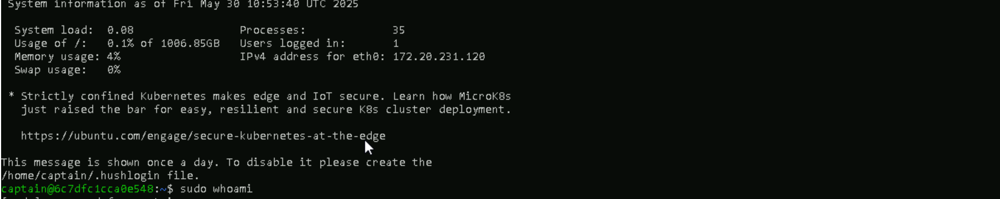 System information as of Fri May 30 10:53:40 UTC 2025
System load: 0.08 Processes: 35
Usage of /: 0.1% of 1006.85GB Users logged in: 1
Memory usage: 4% IPv4 address for eth0: 172.20.231.120
Swap usage: 0%
* Strictly confined Kubernetes makes edge and IoT secure. Learn how MicroK8s
just raised the bar for easy, resilient and secure K8s cluster deployment.
https://ubuntu.com/engage/secure-kubernetes-at-the-edge
This message is shown once a day. To disable it please create the
/home/captain/.hushlogin file.
captain@6c7dfc1cca0e548:~$ sudo whoami